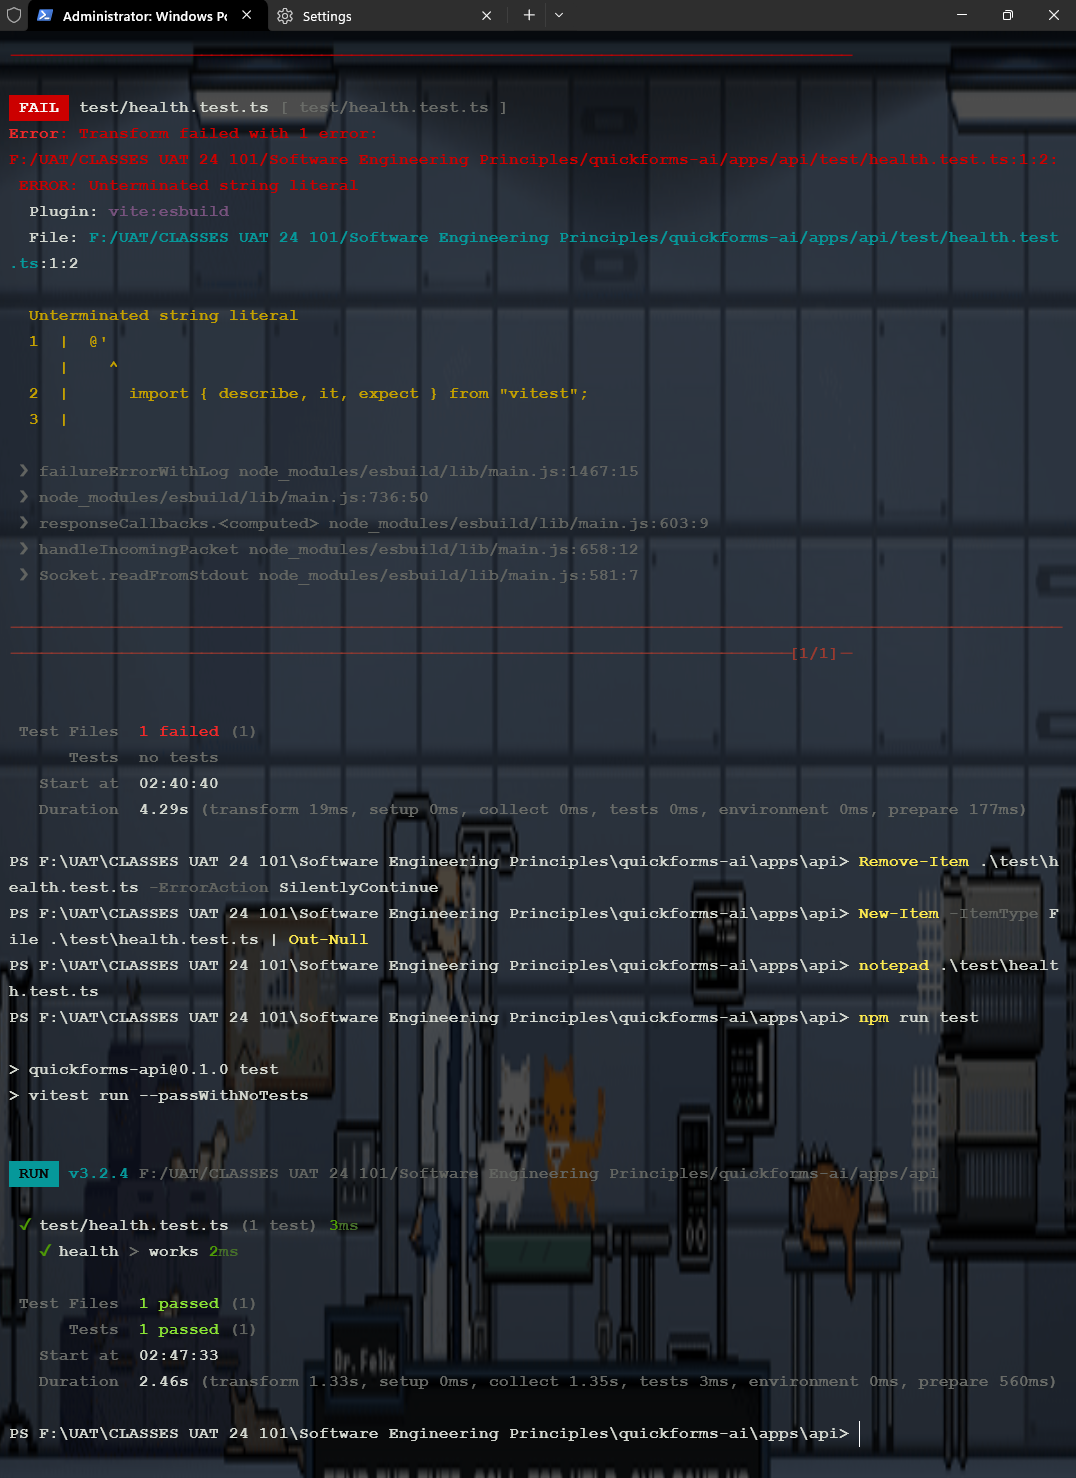 Administrator: Windows Po
Settings
FAIL test/health.test.ts [ test/health.test.ts ]
Error: Transform failed with 1 error:
F:/UAT/CLASSES UAT 24 101/Software Engineering Principles/quickforms-ai/apps/api/test/health.test.ts:1:2:
ERROR: Unterminated string literal
Plugin: vite:esbuild
File: F:/UAT/CLASSES UAT 24 101/Software Engineering Principles/quickforms-ai/apps/api/test/health.test
.ts:1:2
Unterminated string literal
1 | @'
| ^
2 | import { describe, it, expect } from "vitest";
3 |
❯ failureErrorWithLog node_modules/esbuild/lib/main.js:1467:15
❯ node_modules/esbuild/lib/main.js:736:50
❯ responseCallbacks.<computed> node_modules/esbuild/lib/main.js:603:9
❯ handleIncomingPacket node_modules/esbuild/lib/main.js:658:12
❯ Socket.readFromStdout node_modules/esbuild/lib/main.js:581:7
[1/1]
Test Files 1 failed (1)
Tests no tests
Start at 02:40:40
Duration 4.29s (transform 19ms, setup 0ms, collect 0ms, tests 0ms, environment 0ms, prepare 177ms)
PS F:\UAT\CLASSES UAT 24 101\Software Engineering Principles\quickforms-ai\apps\api> Remove-Item .\test\h
ealth.test.ts -ErrorAction SilentlyContinue
PS F:\UAT\CLASSES UAT 24 101\Software Engineering Principles\quickforms-ai\apps\api> New-Item -ItemType F
ile .\test\health.test.ts | Out-Null
PS F:\UAT\CLASSES UAT 24 101\Software Engineering Principles\quickforms-ai\apps\api> notepad .\test\healt
h.test.ts
PS F:\UAT\CLASSES UAT 24 101\Software Engineering Principles\quickforms-ai\apps\api> npm run test
> quickforms-api@0.1.0 test
> vitest run --passWithNoTests
RUN v3.2.4 F:/UAT/CLASSES UAT 24 101/Software Engineering Principles/quickforms-ai/apps/api
✓ test/health.test.ts (1 test) 3ms
✓ health > works 2ms
Test Files 1 passed (1)
Tests 1 passed (1)
Start at 02:47:33
Dr. Felix
Duration 2.46s (transform 1.33s, setup 0ms, collect 1.35s, tests 3ms, environment 0ms, prepare 560ms)
PS F:\UAT\CLASSES UAT 24 101\Software Engineering Principles\quickforms-ai\apps\api>